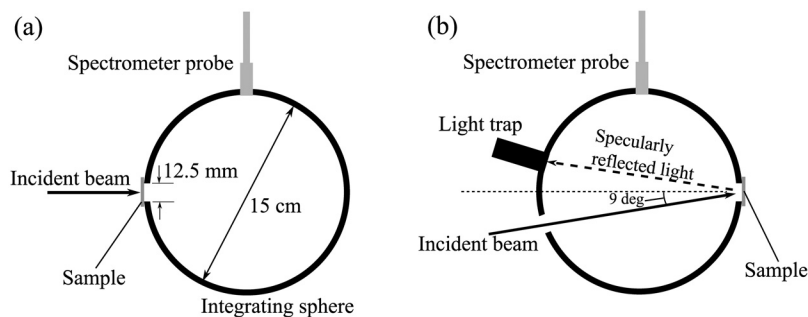 (a)
Spectrometer probe
12.5 mm
Incident beam
15 cm
Sample
Integrating sphere
(b)
Spectrometer probe
Light trap
Specularly
reflected light
9 deg
Incident beam
Sample